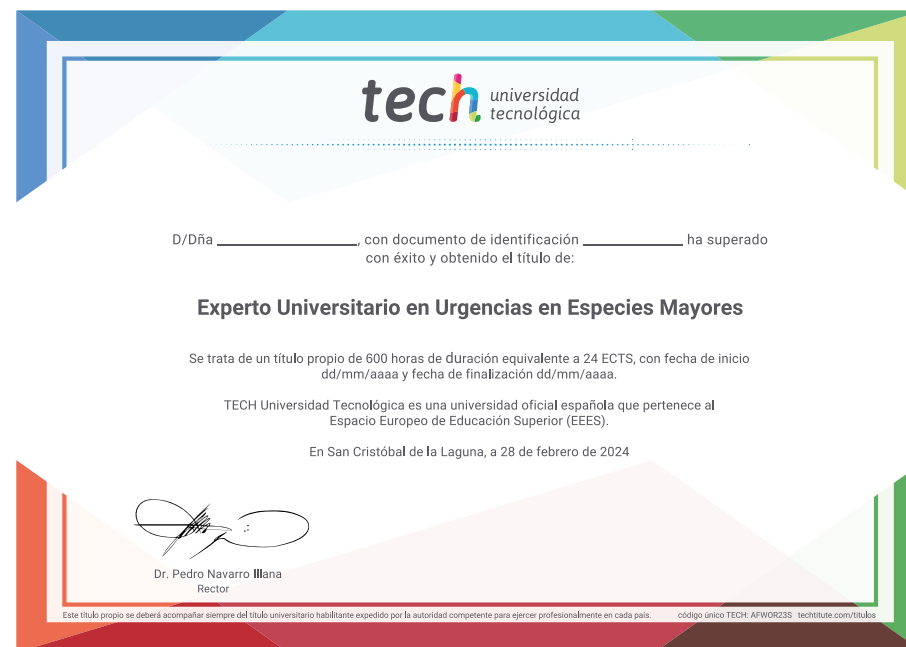 tech universidad
tecnológica
D/Dña ____________________, con documento de identificación ______________ ha superado
con éxito y obtenido el título de:
Experto Universitario en Urgencias en Especies Mayores
Se trata de un título propio de 600 horas de duración equivalente a 24 ECTS, con fecha de inicio
dd/mm/aaaa y fecha de finalización dd/mm/aaaa.
TECH Universidad Tecnológica es una universidad oficial española que pertenece al
Espacio Europeo de Educación Superior (EEES).
En San Cristóbal de la Laguna, a 28 de febrero de 2024
Dr. Pedro Navarro Illana
Rector
Este título propio se deberá acompañar siempre del título universitario habilitante expedido por la autoridad competente para ejercer profesionalmente en cada país. código único TECH: AFWOR23S techtitute.com/titulos